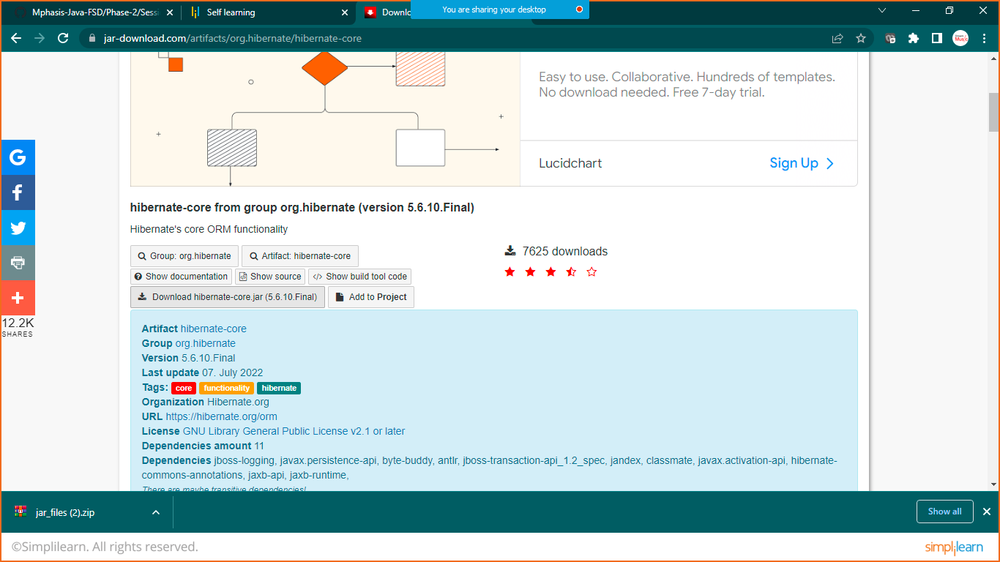 Mphasis-Java-FSD/Phase-2/Sessi
Self learning
Downlo
You are sharing your desktop
jar-download.com/artifacts/org.hibernate/hibernate-core
Easy to use. Collaborative. Hundreds of templates.
No download needed. Free 7-day trial.
Lucidchart
Sign Up
hibernate-core from group org.hibernate (version 5.6.10.Final)
Hibernate's core ORM functionality
Group: org.hibernate
Artifact: hibernate-core
7625 downloads
Show documentation
Show source
Show build tool code
Download hibernate-core.jar (5.6.10.Final)
Add to Project
12.2K
SHARES
Artifact hibernate-core
Group org.hibernate
Version 5.6.10.Final
Last update 07. July 2022
Tags: core functionality hibernate
Organization Hibernate.org
URL https://hibernate.org/orm
License GNU Library General Public License v2.1 or later
Dependencies amount 11
Dependencies jboss-logging, javax.persistence-api, byte-buddy, antlr, jboss-transaction-api_1.2_spec, jandex, classmate, javax.activation-api, hibernate-
commons-annotations, jaxb-api, jaxb-runtime,
There are maybe transitive dependencies!
jar_files (2).zip
Show all
©Simplilearn. All rights reserved.
simplilearn